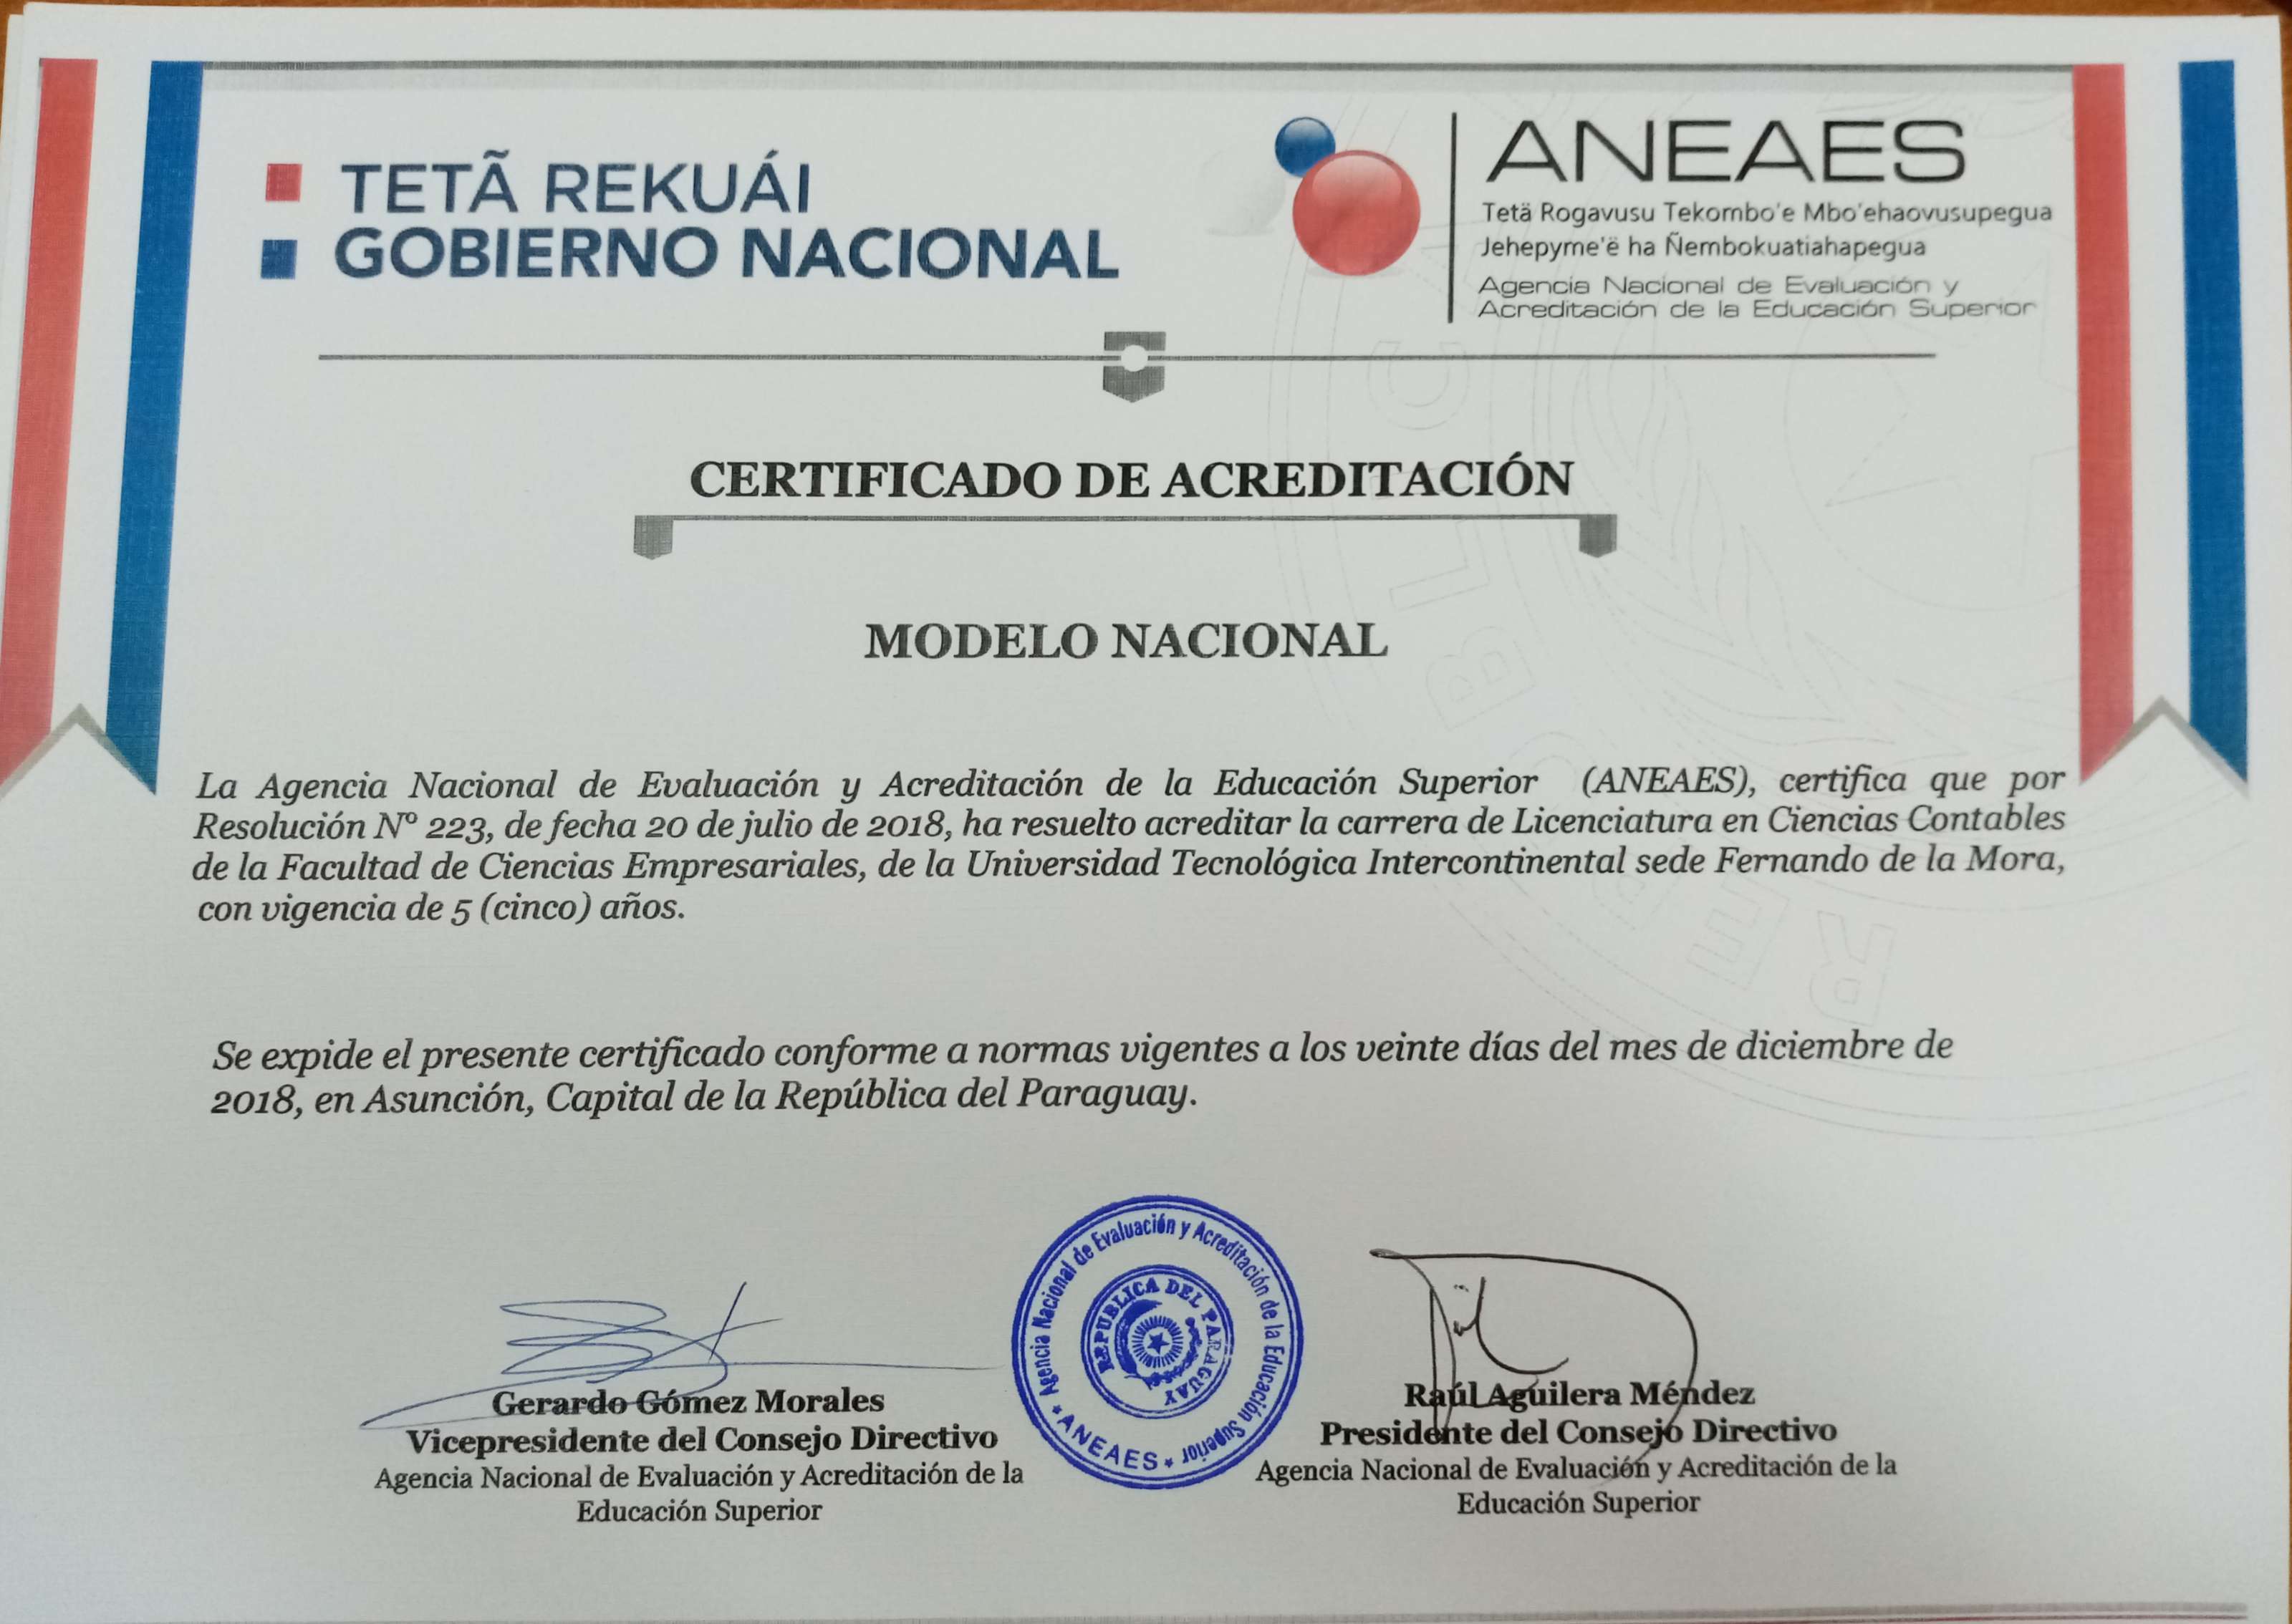 TETÃ REKUÁI
GOBIERNO NACIONAL
ANEAES
Tetä Rogavusu Tekombo'e Mbo'ehaovusupegua
Jehepyme'ë ha Ñembokuatiahapegua
Agencia Nacional de Evaluación y
Acreditación de la Educación Superior
CERTIFICADO DE ACREDITACIÓN
MODELO NACIONAL
La Agencia Nacional de Evaluación y Acreditación de la Educación Superior (ANEAES), certifica que por
Resolución Nº 223, de fecha 20 de julio de 2018, ha resuelto acreditar la carrera de Licenciatura en Ciencias Contables
de la Facultad de Ciencias Empresariales, de la Universidad Tecnológica Intercontinental sede Fernando de la Mora,
con vigencia de 5 (cinco) años.
Se expide el presente certificado conforme a normas vigentes a los veinte días del mes de diciembre de
2018, en Asunción, Capital de la República del Paraguay.
Agencia Nacional de Evaluación y Acreditación de la Educación Superior
* ANEAES *
REPUBLICA DEL PARAGUAY
Gerardo Gómez Morales
Vicepresidente del Consejo Directivo
Agencia Nacional de Evaluación y Acreditación de la
Educación Superior
Raúl Aguilera Méndez
Presidente del Consejo Directivo
Agencia Nacional de Evaluación y Acreditación de la
Educación Superior